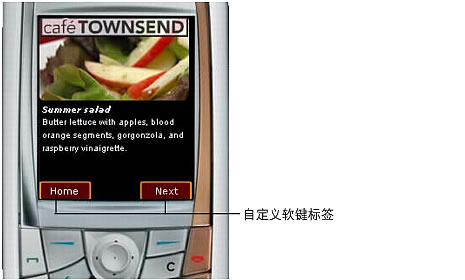 café TOWNSEND
Summer salad
Butter lettuce with apples, blood
orange segments, gorgonzola, and
raspberry vinaigrette.
Home Next
自定义软键标签
C